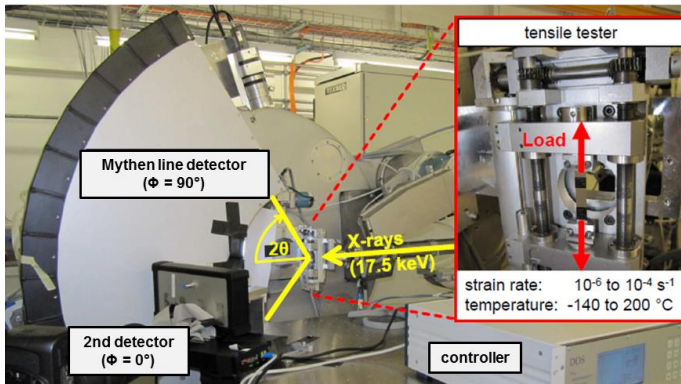 tensile tester
Load
Mythen line detector
(Φ = 90°)
2θ
X-rays
(17.5 keV)
strain rate: 10⁻⁶ to 10⁻⁴ s⁻¹
temperature: -140 to 200 °C
2nd detector
(Φ = 0°)
controller
DDS